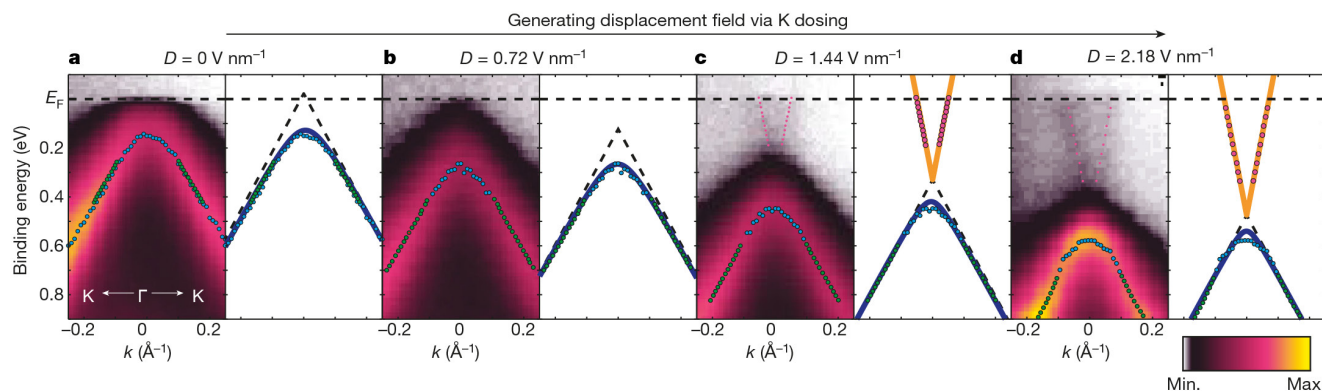 Generating displacement field via K dosing
a D = 0 V nm⁻¹ b D = 0.72 V nm⁻¹ c D = 1.44 V nm⁻¹ d D = 2.18 V nm⁻¹
E_F
0.2
0.4
0.6
0.8
Binding energy (eV)
K ← Γ → K
−0.2 0 0.2 −0.2 0 0.2 −0.2 0 0.2 −0.2 0 0.2
k (Å⁻¹) k (Å⁻¹) k (Å⁻¹) k (Å⁻¹)
Min. Max